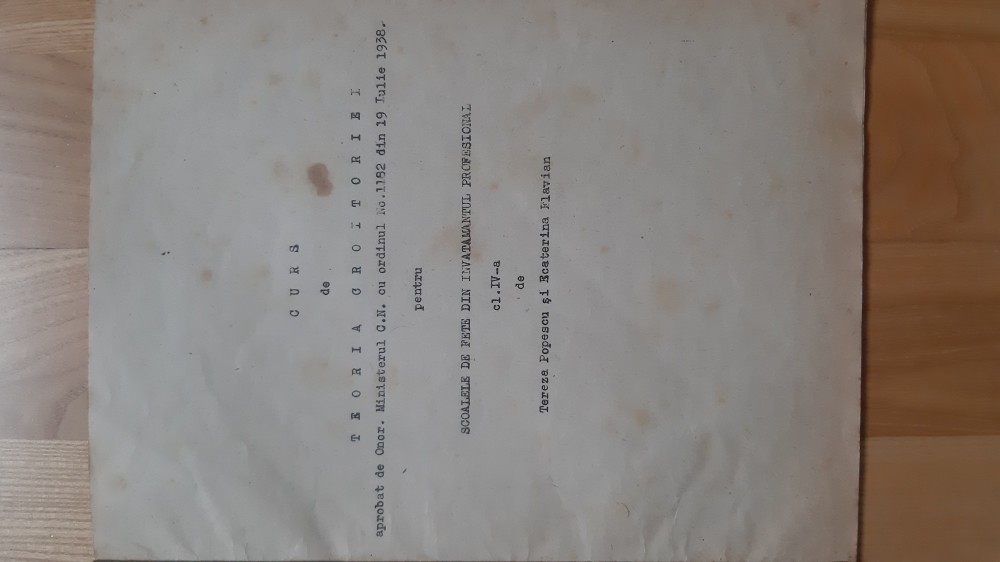 C U R S
de
T E O R I A C R O I T O R I E I
aprobat de Onor. Ministerul C.N. cu ordinul No.1182 din 19 Iulie 1938.
pentru
SCOALELE DE FETE DIN INVATAMANTUL PROFESIONAL
cl.IV-a
de
Tereza Popescu şi Ecaterina Flavian